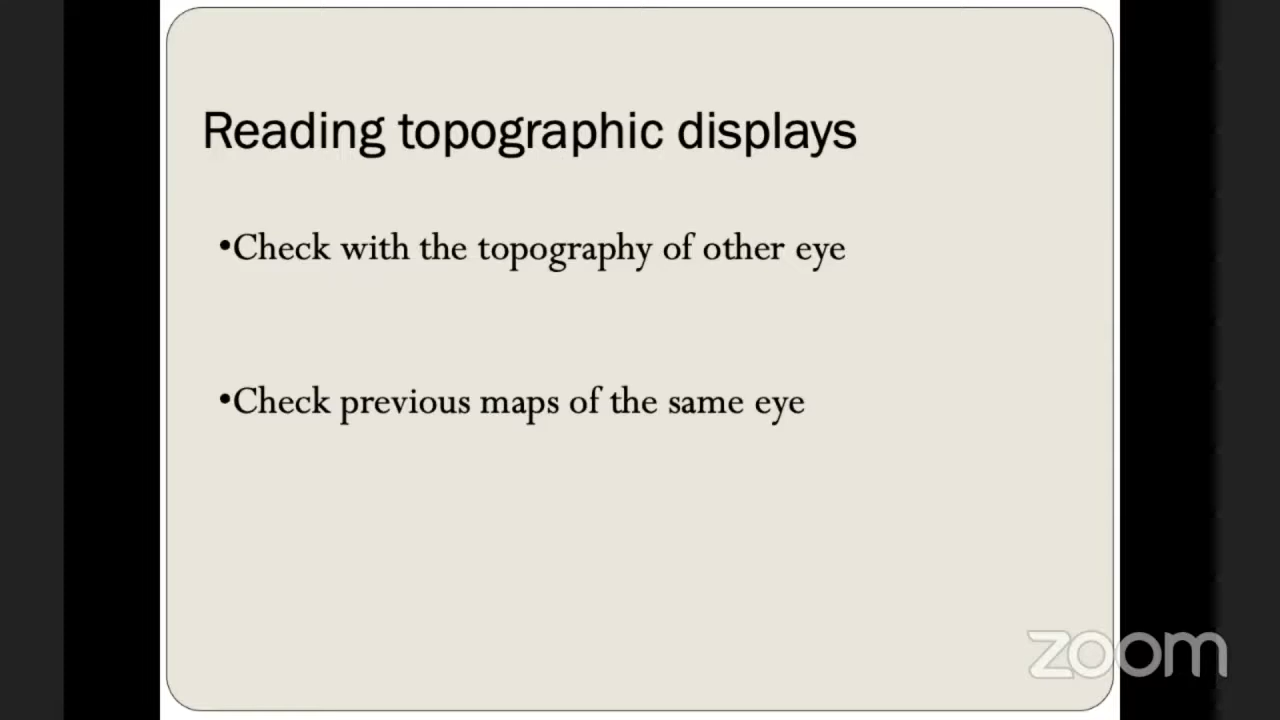 Reading topographic displays
•Check with the topography of other eye
•Check previous maps of the same eye
zoom